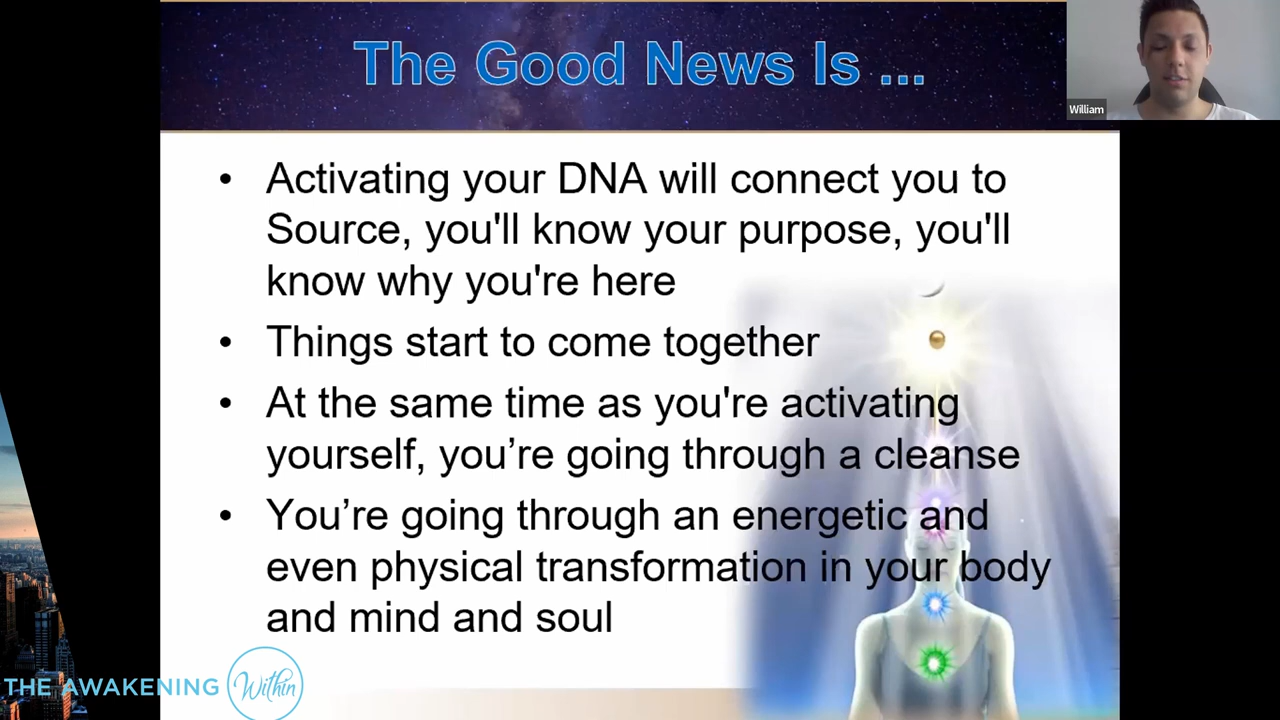 The Good News Is ...
William
• Activating your DNA will connect you to
Source, you'll know your purpose, you'll
know why you're here
• Things start to come together
• At the same time as you're activating
yourself, you’re going through a cleanse
• You’re going through an energetic and
even physical transformation in your body
and mind and soul
THE AWAKENING Within